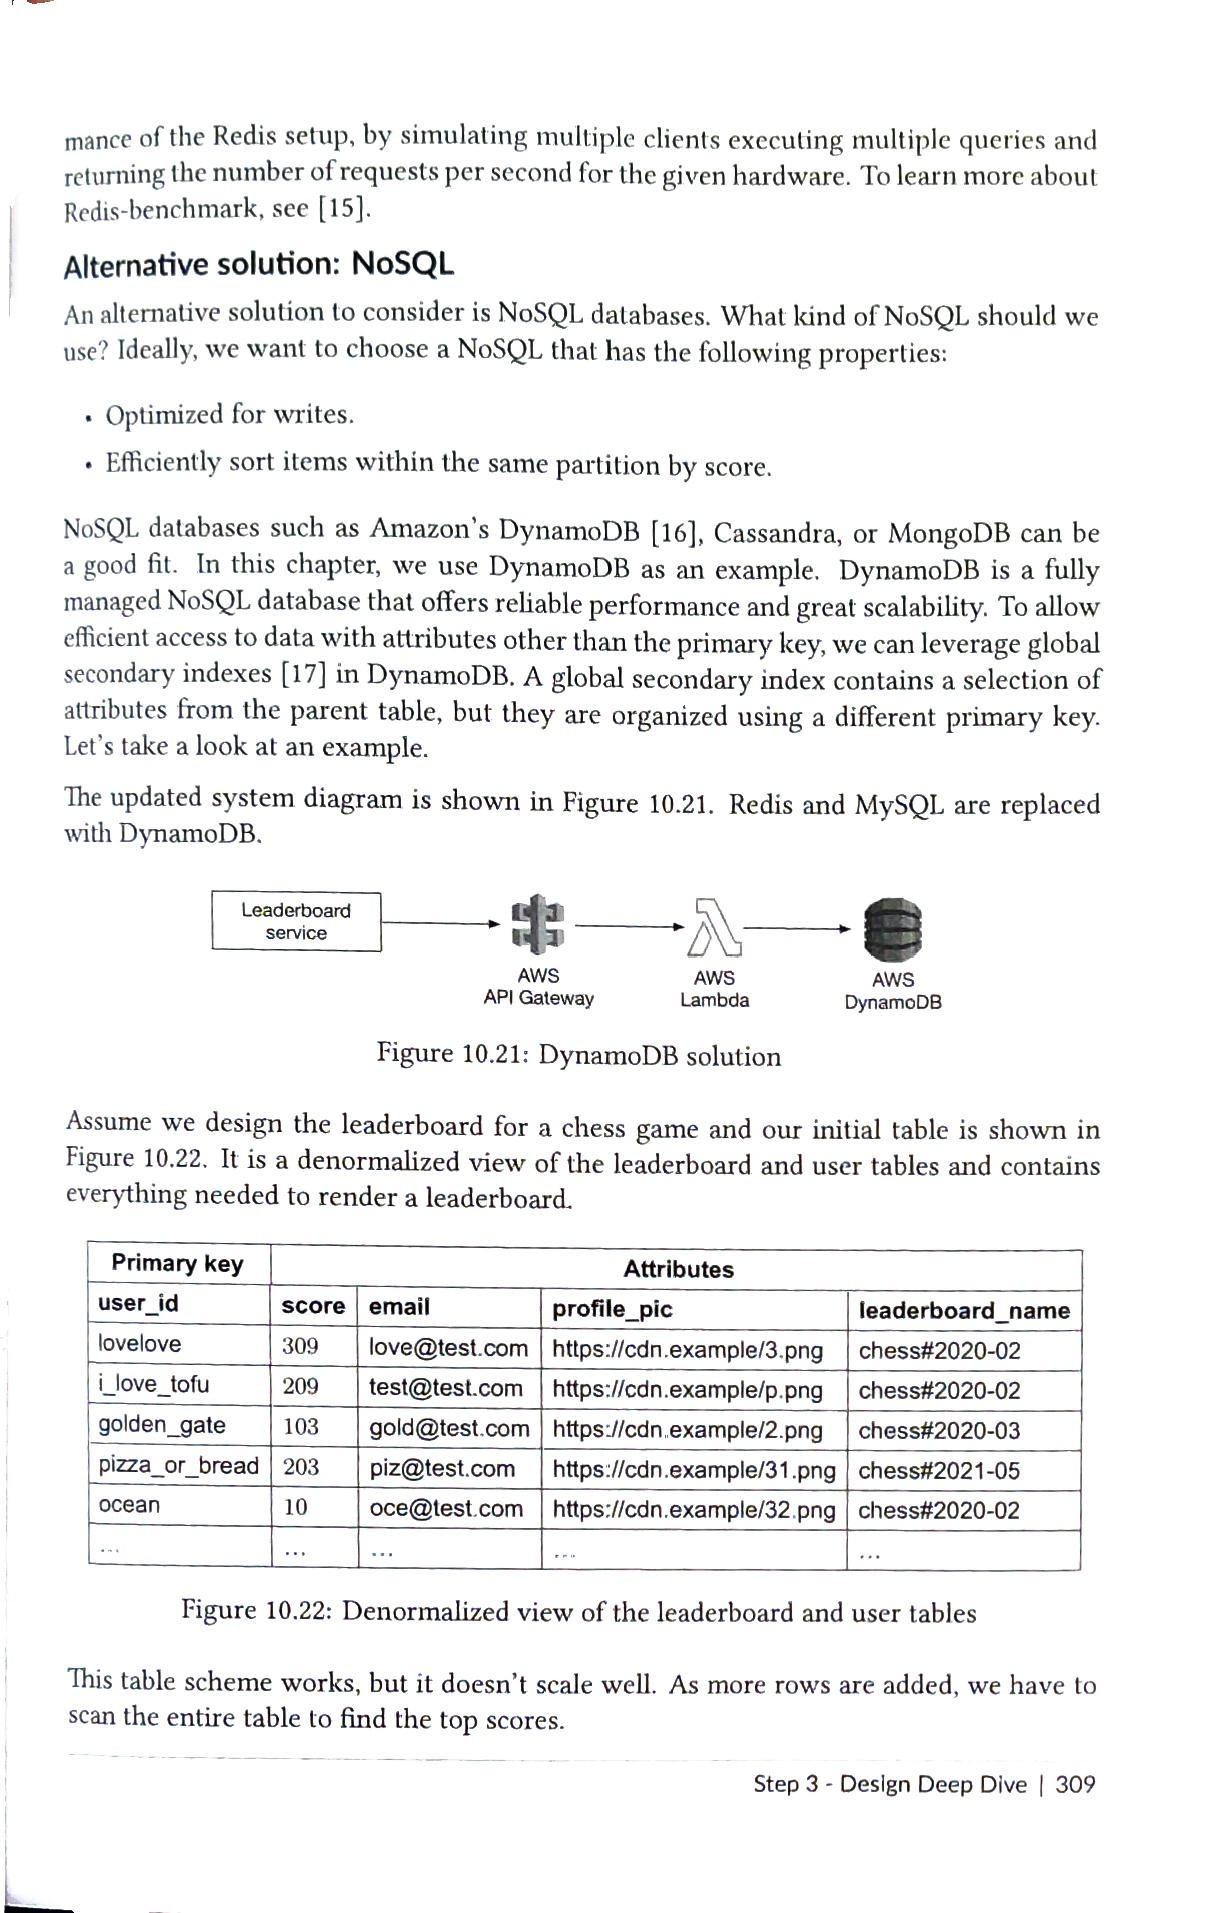 mance of the Redis setup, by simulating multiple clients executing multiple queries and
returning the number of requests per second for the given hardware. To learn more about
Redis-benchmark, see [15].
Alternative solution: NoSQL
An alternative solution to consider is NoSQL databases. What kind of NoSQL should we
use? Ideally, we want to choose a NoSQL that has the following properties:
• Optimized for writes.
• Efficiently sort items within the same partition by score.
NoSQL databases such as Amazon's DynamoDB [16], Cassandra, or MongoDB can be
a good fit. In this chapter, we use DynamoDB as an example. DynamoDB is a fully
managed NoSQL database that offers reliable performance and great scalability. To allow
efficient access to data with attributes other than the primary key, we can leverage global
secondary indexes [17] in DynamoDB. A global secondary index contains a selection of
attributes from the parent table, but they are organized using a different primary key.
Let's take a look at an example.
The updated system diagram is shown in Figure 10.21. Redis and MySQL are replaced
with DynamoDB.
Leaderboard
service
AWS
API Gateway
AWS
Lambda
AWS
DynamoDB
Figure 10.21: DynamoDB solution
Assume we design the leaderboard for a chess game and our initial table is shown in
Figure 10.22. It is a denormalized view of the leaderboard and user tables and contains
everything needed to render a leaderboard.
Primary key Attributes
user_id score email profile_pic leaderboard_name
lovelove 309 love@test.com https://cdn.example/3.png chess#2020-02
i_love_tofu 209 test@test.com https://cdn.example/p.png chess#2020-02
golden_gate 103 gold@test.com https://cdn.example/2.png chess#2020-03
pizza_or_bread 203 piz@test.com https://cdn.example/31.png chess#2021-05
ocean 10 oce@test.com https://cdn.example/32.png chess#2020-02
... ... ... ... ...
Figure 10.22: Denormalized view of the leaderboard and user tables
This table scheme works, but it doesn't scale well. As more rows are added, we have to
scan the entire table to find the top scores.
Step 3 - Design Deep Dive | 309